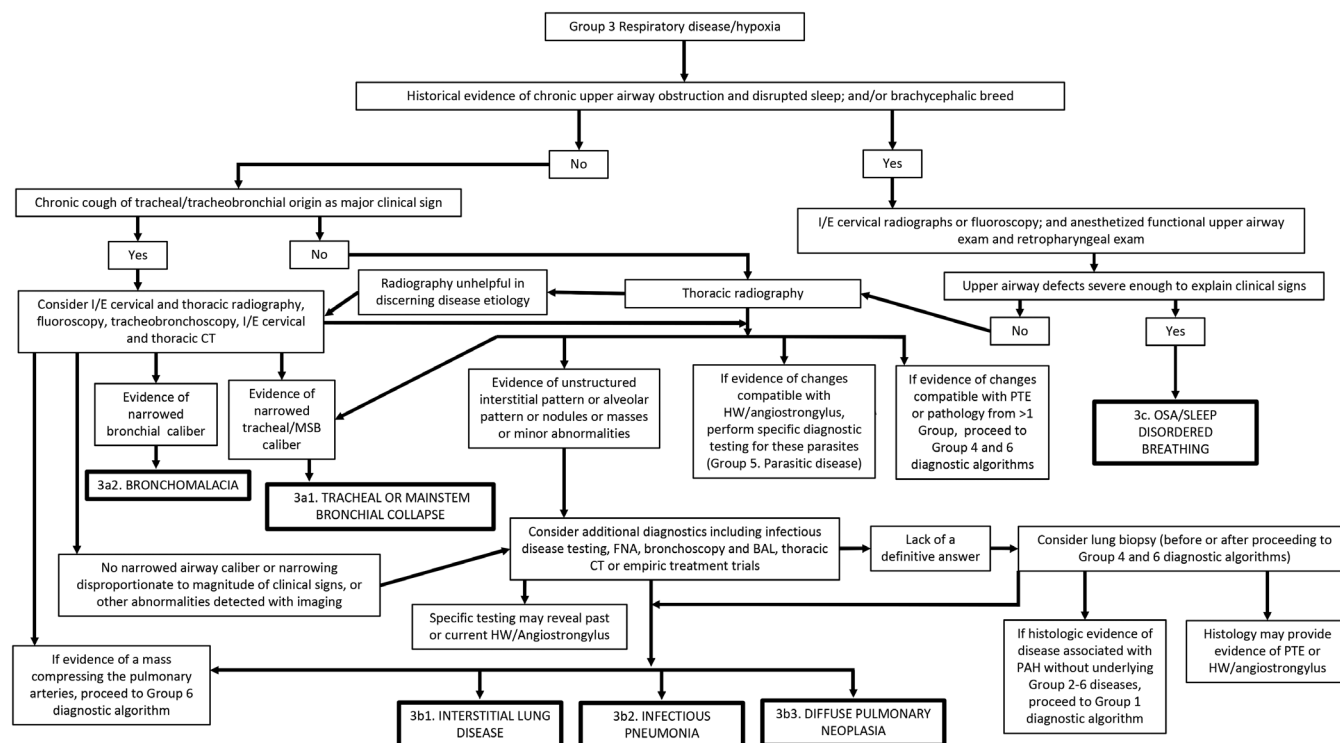 Group 3 Respiratory disease/hypoxia
Historical evidence of chronic upper airway obstruction and disrupted sleep; and/or brachycephalic breed
No
Yes
Chronic cough of tracheal/tracheobronchial origin as major clinical sign
I/E cervical radiographs or fluoroscopy; and anesthetized functional upper airway
exam and retropharyngeal exam
Yes
No
Radiography unhelpful in
discerning disease etiology
Thoracic radiography
Upper airway defects severe enough to explain clinical signs
Consider I/E cervical and thoracic radiography,
fluoroscopy, tracheobronchoscopy, I/E cervical
and thoracic CT
No
Yes
Evidence of
narrowed
bronchial caliber
Evidence of
narrowed
tracheal/MSB
caliber
Evidence of unstructured
interstitial pattern or alveolar
pattern or nodules or masses
or minor abnormalities
If evidence of changes
compatible with
HW/angiostrongylus,
perform specific diagnostic
testing for these parasites
(Group 5. Parasitic disease)
If evidence of changes
compatible with PTE
or pathology from >1
Group, proceed to
Group 4 and 6
diagnostic algorithms
3c. OSA/SLEEP
DISORDERED
BREATHING
3a2. BRONCHOMALACIA
3a1. TRACHEAL OR MAINSTEM
BRONCHIAL COLLAPSE
Consider additional diagnostics including infectious
disease testing, FNA, bronchoscopy and BAL, thoracic
CT or empiric treatment trials
Lack of a
definitive answer
Consider lung biopsy (before or after proceeding to
Group 4 and 6 diagnostic algorithms)
No narrowed airway caliber or narrowing
disproportionate to magnitude of clinical signs, or
other abnormalities detected with imaging
Specific testing may reveal past
or current HW/Angiostrongylus
If histologic evidence of
disease associated with
PAH without underlying
Group 2-6 diseases,
proceed to Group 1
diagnostic algorithm
Histology may provide
evidence of PTE or
HW/angiostrongylus
If evidence of a mass
compressing the pulmonary
arteries, proceed to Group 6
diagnostic algorithm
3b1. INTERSTITIAL LUNG
DISEASE
3b2. INFECTIOUS
PNEUMONIA
3b3. DIFFUSE PULMONARY
NEOPLASIA